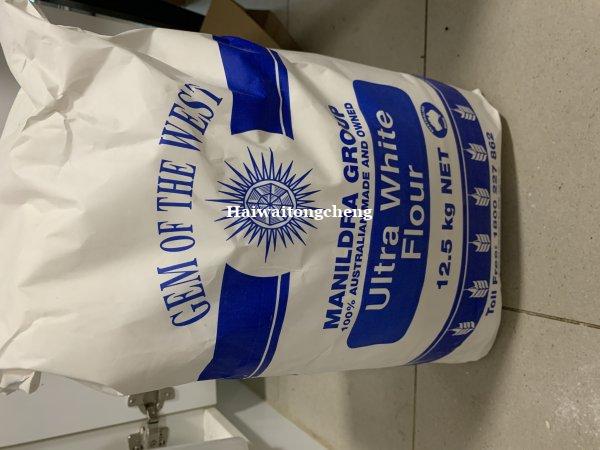 GEM OF THE WEST
Haiwaitongcheng
MANILDRA GROUP
100% AUSTRALIAN MADE AND OWNED
Ultra White
Flour
12.5 kg NET
Toll Free: 1800 227 862